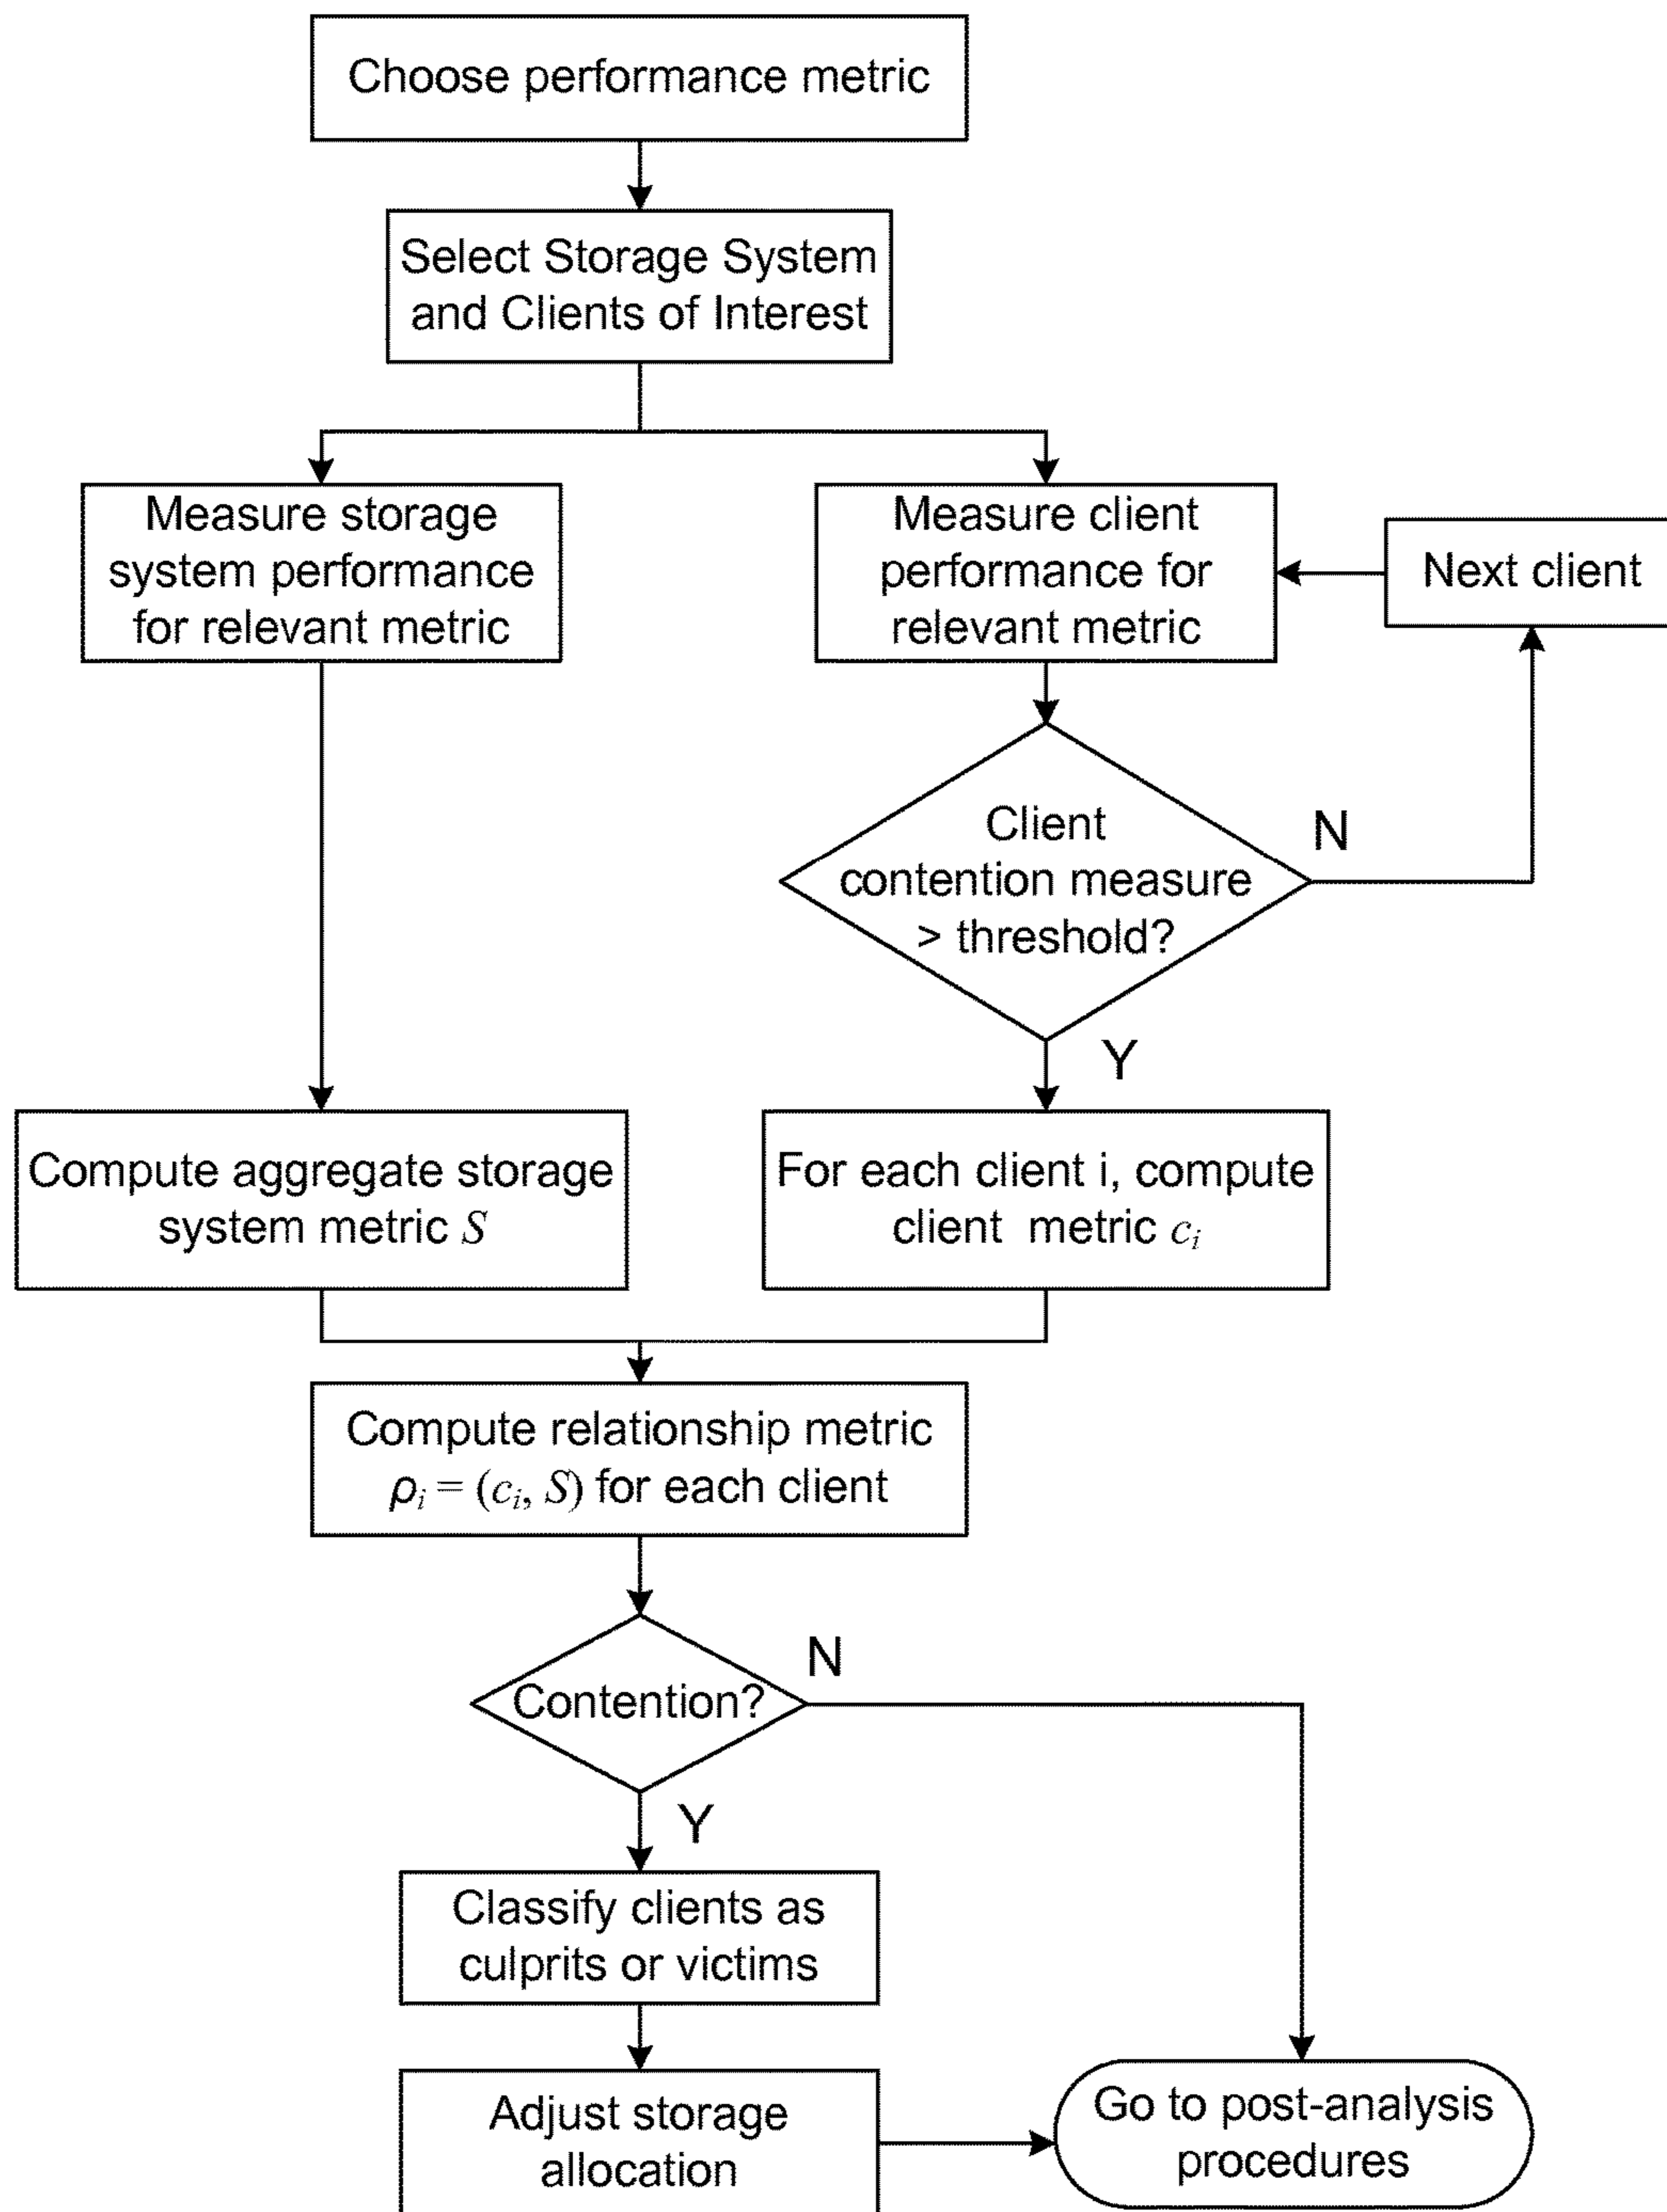 Choose performance metric
Select Storage System
and Clients of Interest
Measure storage
system performance
for relevant metric
Measure client
performance for
relevant metric
Next client
Client
contention measure
> threshold?
N
Y
Compute aggregate storage
system metric S
For each client i, compute
client metric cᵢ
Compute relationship metric
ρᵢ = (cᵢ, S) for each client
Contention?
N
Y
Classify clients as
culprits or victims
Adjust storage
allocation
Go to post-analysis
procedures